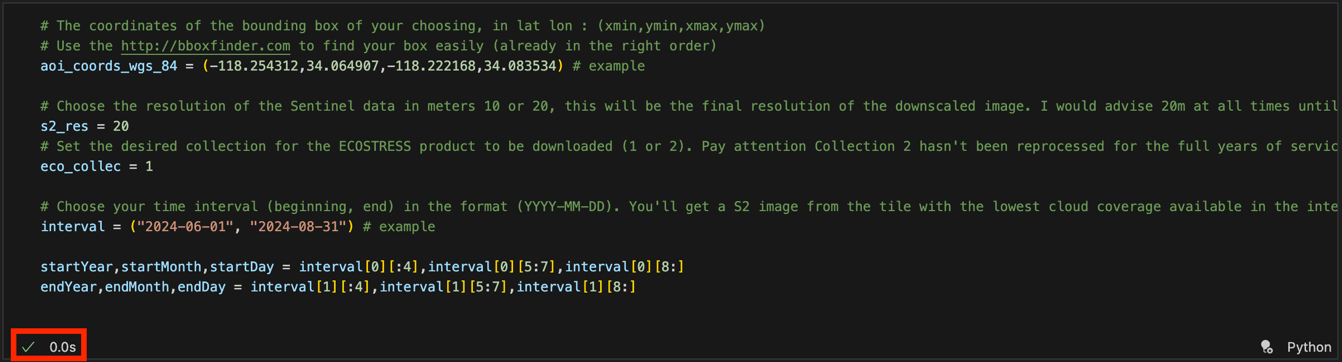 # The coordinates of the bounding box of your choosing, in lat lon : (xmin,ymin,xmax,ymax)
# Use the http://bboxfinder.com to find your box easily (already in the right order)
aoi_coords_wgs_84 = (-118.254312,34.064907,-118.222168,34.083534) # example
# Choose the resolution of the Sentinel data in meters 10 or 20, this will be the final resolution of the downscaled image. I would advise 20m at all times until
s2_res = 20
# Set the desired collection for the ECOSTRESS product to be downloaded (1 or 2). Pay attention Collection 2 hasn't been reprocessed for the full years of servic
eco_collec = 1
# Choose your time interval (beginning, end) in the format (YYYY-MM-DD). You'll get a S2 image from the tile with the lowest cloud coverage available in the inte
interval = ("2024-06-01", "2024-08-31") # example
startYear,startMonth,startDay = interval[0][:4],interval[0][5:7],interval[0][8:]
endYear,endMonth,endDay = interval[1][:4],interval[1][5:7],interval[1][8:]
0.0s
Python